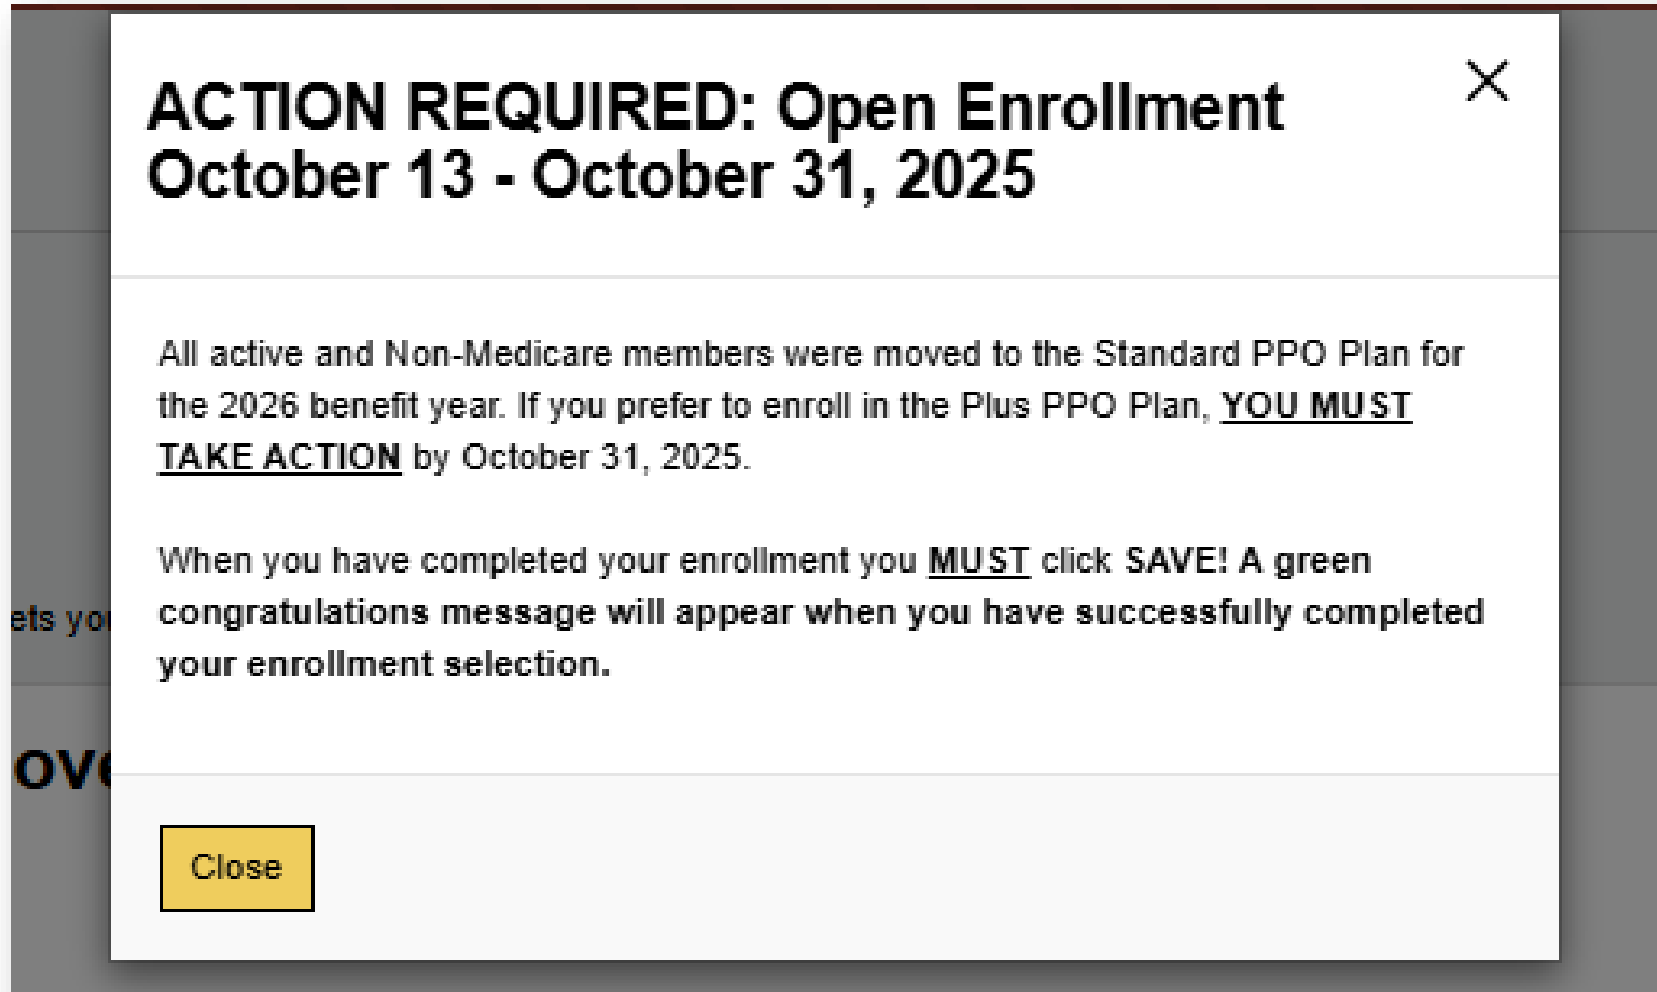 ACTION REQUIRED: Open Enrollment
October 13 - October 31, 2025
All active and Non-Medicare members were moved to the Standard PPO Plan for
the 2026 benefit year. If you prefer to enroll in the Plus PPO Plan, YOU MUST
TAKE ACTION by October 31, 2025.
When you have completed your enrollment you MUST click SAVE! A green
ets you
congratulations message will appear when you have successfully completed
your enrollment selection.
ove
Close